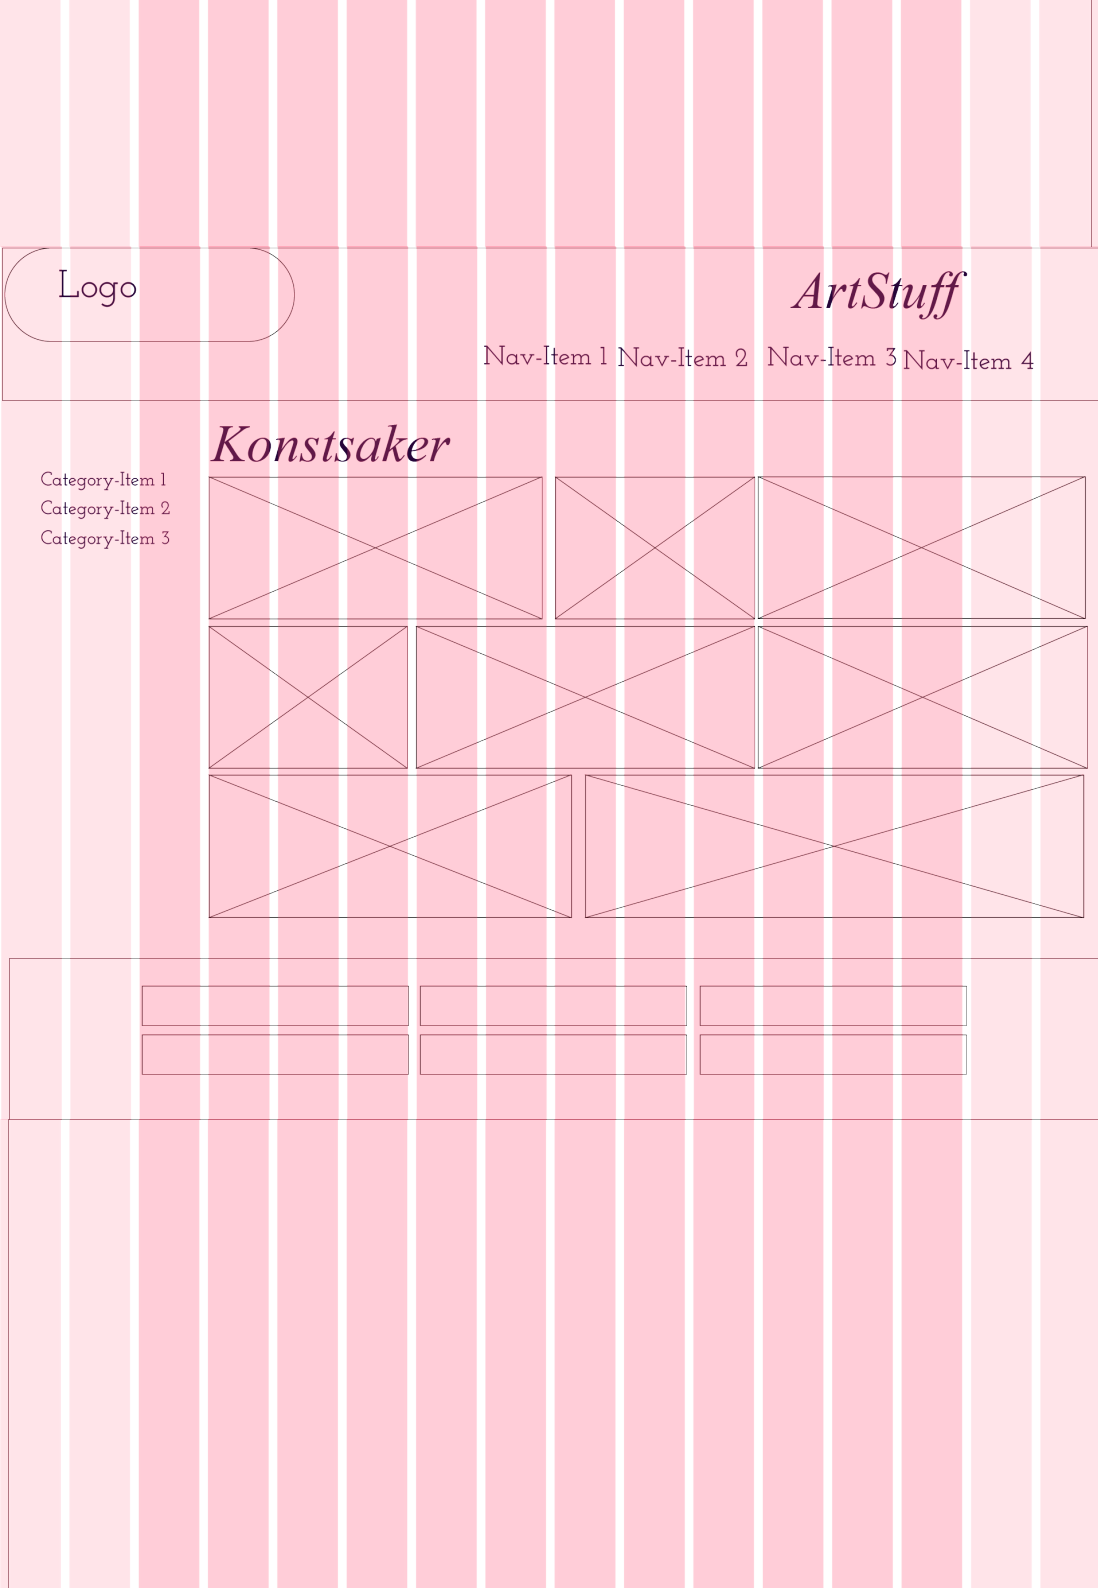 Logo
ArtStuff
Nav-Item 1 Nav-Item 2 Nav-Item 3 Nav-Item 4
Konstsaker
Category-Item 1
Category-Item 2
Category-Item 3